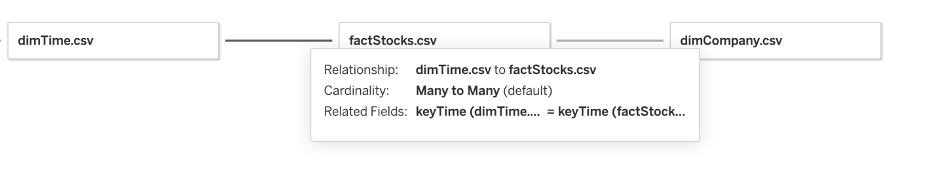 dimTime.csv
factStocks.csv
dimCompany.csv
Relationship: dimTime.csv to factStocks.csv
Cardinality: Many to Many (default)
Related Fields: keyTime (dimTime.... = keyTime (factStock...